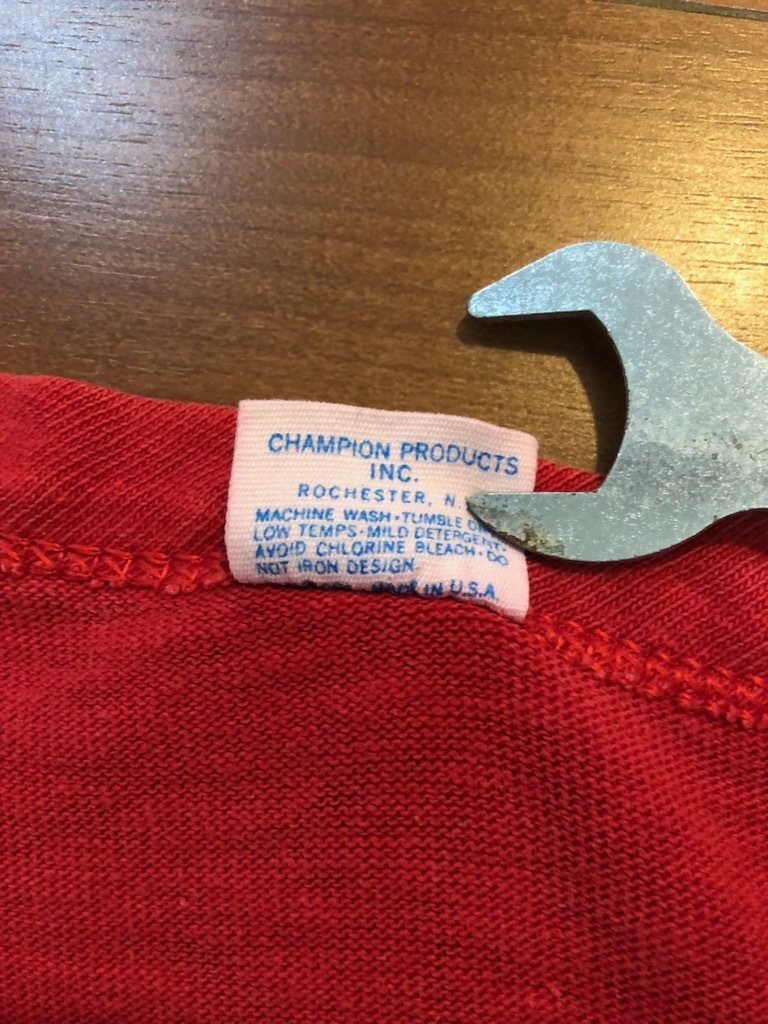 CHAMPION PRODUCTS
INC.
ROCHESTER, N.
MACHINE WASH·TUMBLE
LOW TEMPS·MILD DETERGENT.
AVOID CHLORINE BLEACH·DO
NOT IRON DESIGN.
MADE IN U.S.A.